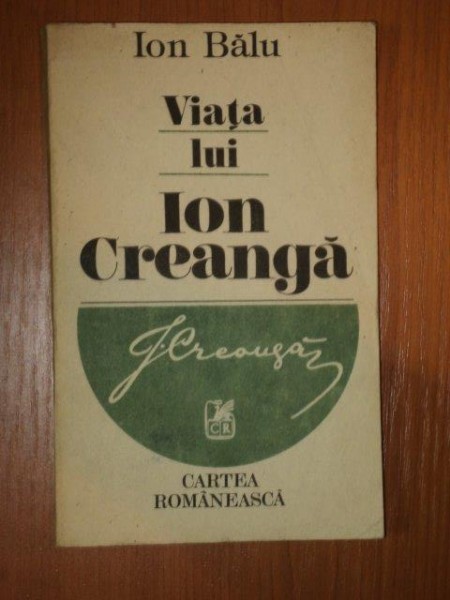 Ion Bălu
Viața
lui
Ion
Creangă
I. Creangă
CR
CARTEA
ROMÂNEASCĂ